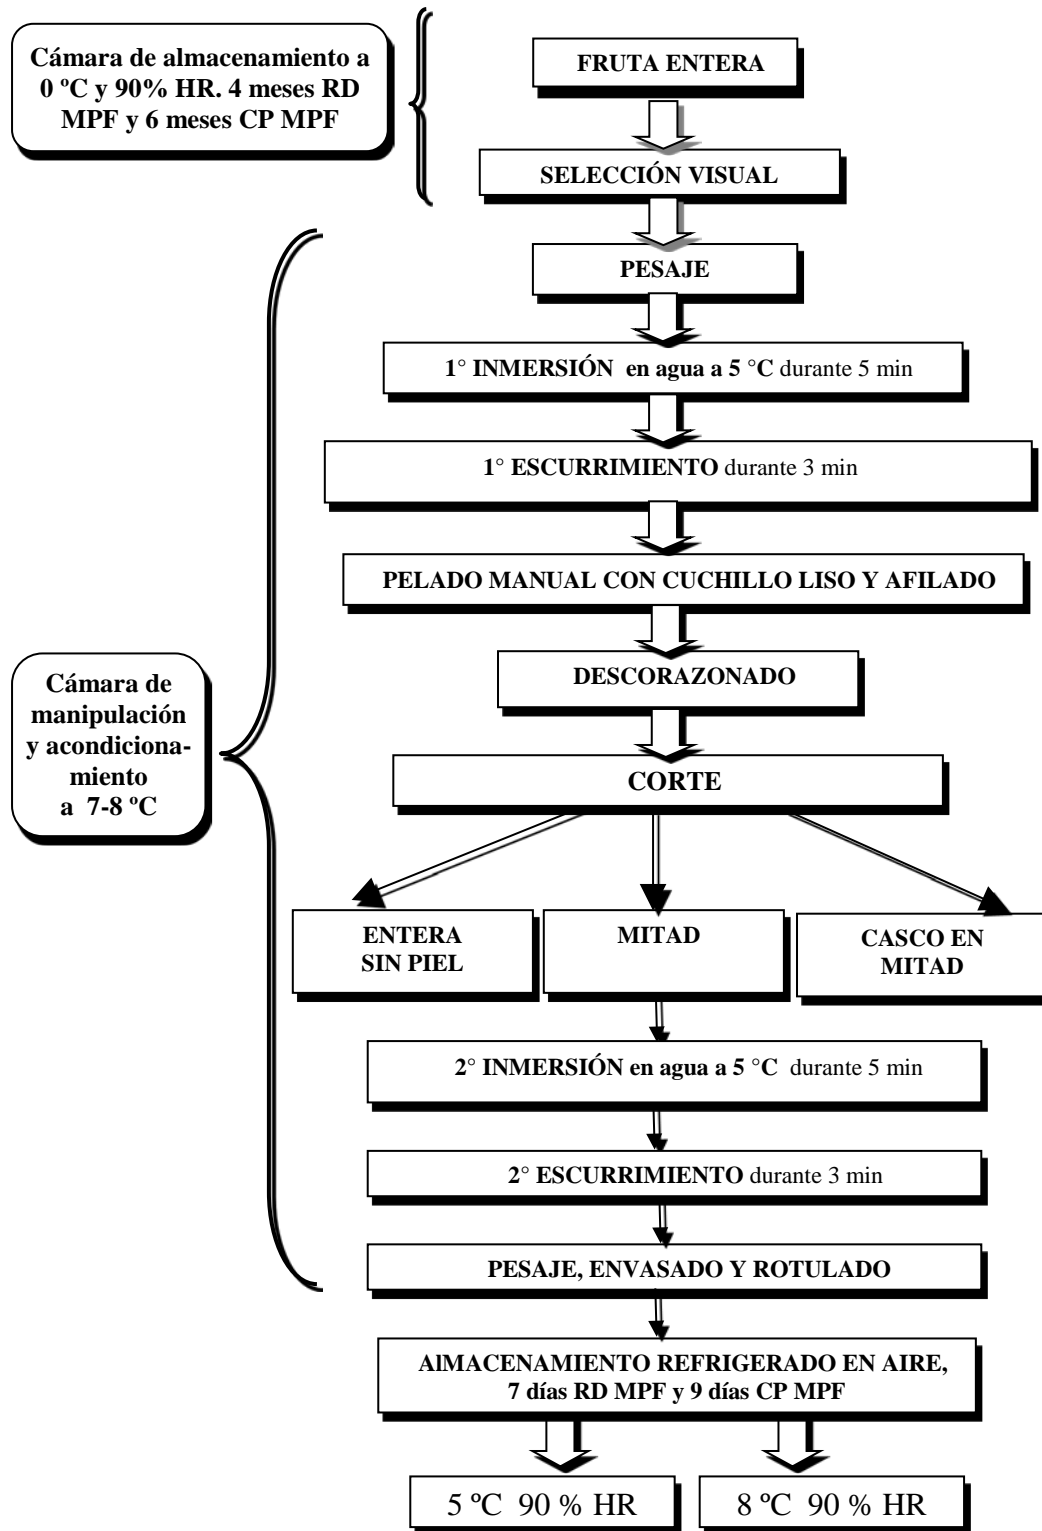 Cámara de almacenamiento a
0 ºC y 90% HR. 4 meses RD
MPF y 6 meses CP MPF
FRUTA ENTERA
SELECCIÓN VISUAL
PESAJE
1° INMERSIÓN en agua a 5 °C durante 5 min
1° ESCURRIMIENTO durante 3 min
PELADO MANUAL CON CUCHILLO LISO Y AFILADO
DESCORAZONADO
Cámara de
manipulación
y acondiciona-
miento
a 7-8 ºC
CORTE
ENTERA
SIN PIEL
MITAD
CASCO EN
MITAD
2° INMERSIÓN en agua a 5 °C durante 5 min
2° ESCURRIMIENTO durante 3 min
PESAJE, ENVASADO Y ROTULADO
AlMACENAMIENTO REFRIGERADO EN AIRE,
7 días RD MPF y 9 días CP MPF
5 ºC 90 % HR
8 ºC 90 % HR